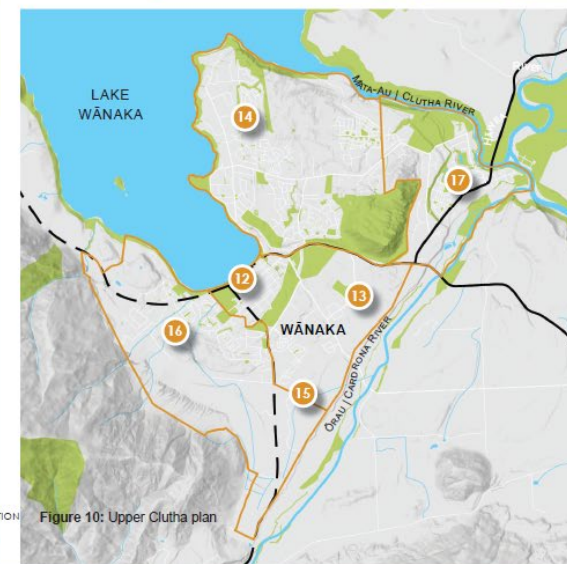 LAKE
WĀNAKA
MATA-AU | CLUTHA RIVER
14
17
12
13
WĀNAKA
16
15
ŌRAU | CARDRONA RIVER
TION
Figure 10: Upper Clutha plan